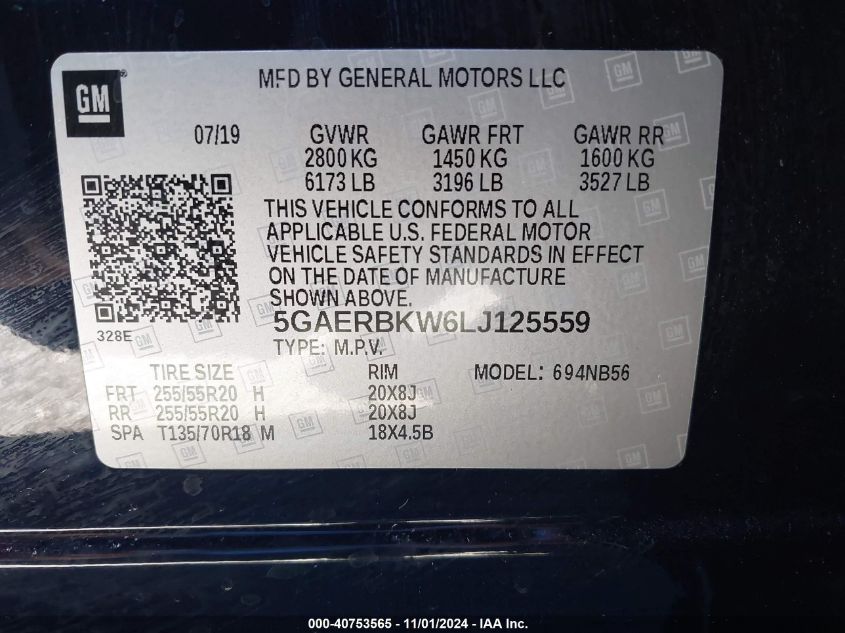 GM
MFD BY GENERAL MOTORS LLC
07/19 GVWR GAWR FRT GAWR RR
2800 KG 1450 KG 1600 KG
6173 LB 3196 LB 3527 LB
THIS VEHICLE CONFORMS TO ALL
APPLICABLE U.S. FEDERAL MOTOR
VEHICLE SAFETY STANDARDS IN EFFECT
ON THE DATE OF MANUFACTURE
SHOWN ABOVE.
328E
5GAERBKW6LJ125559
TYPE: M.P.V.
TIRE SIZE RIM MODEL: 694NB56
FRT 255/55R20 H 20X8J
RR 255/55R20 H 20X8J
SPA T135/70R18 M 18X4.5B
000-40753565 - 11/01/2024 - IAA Inc.